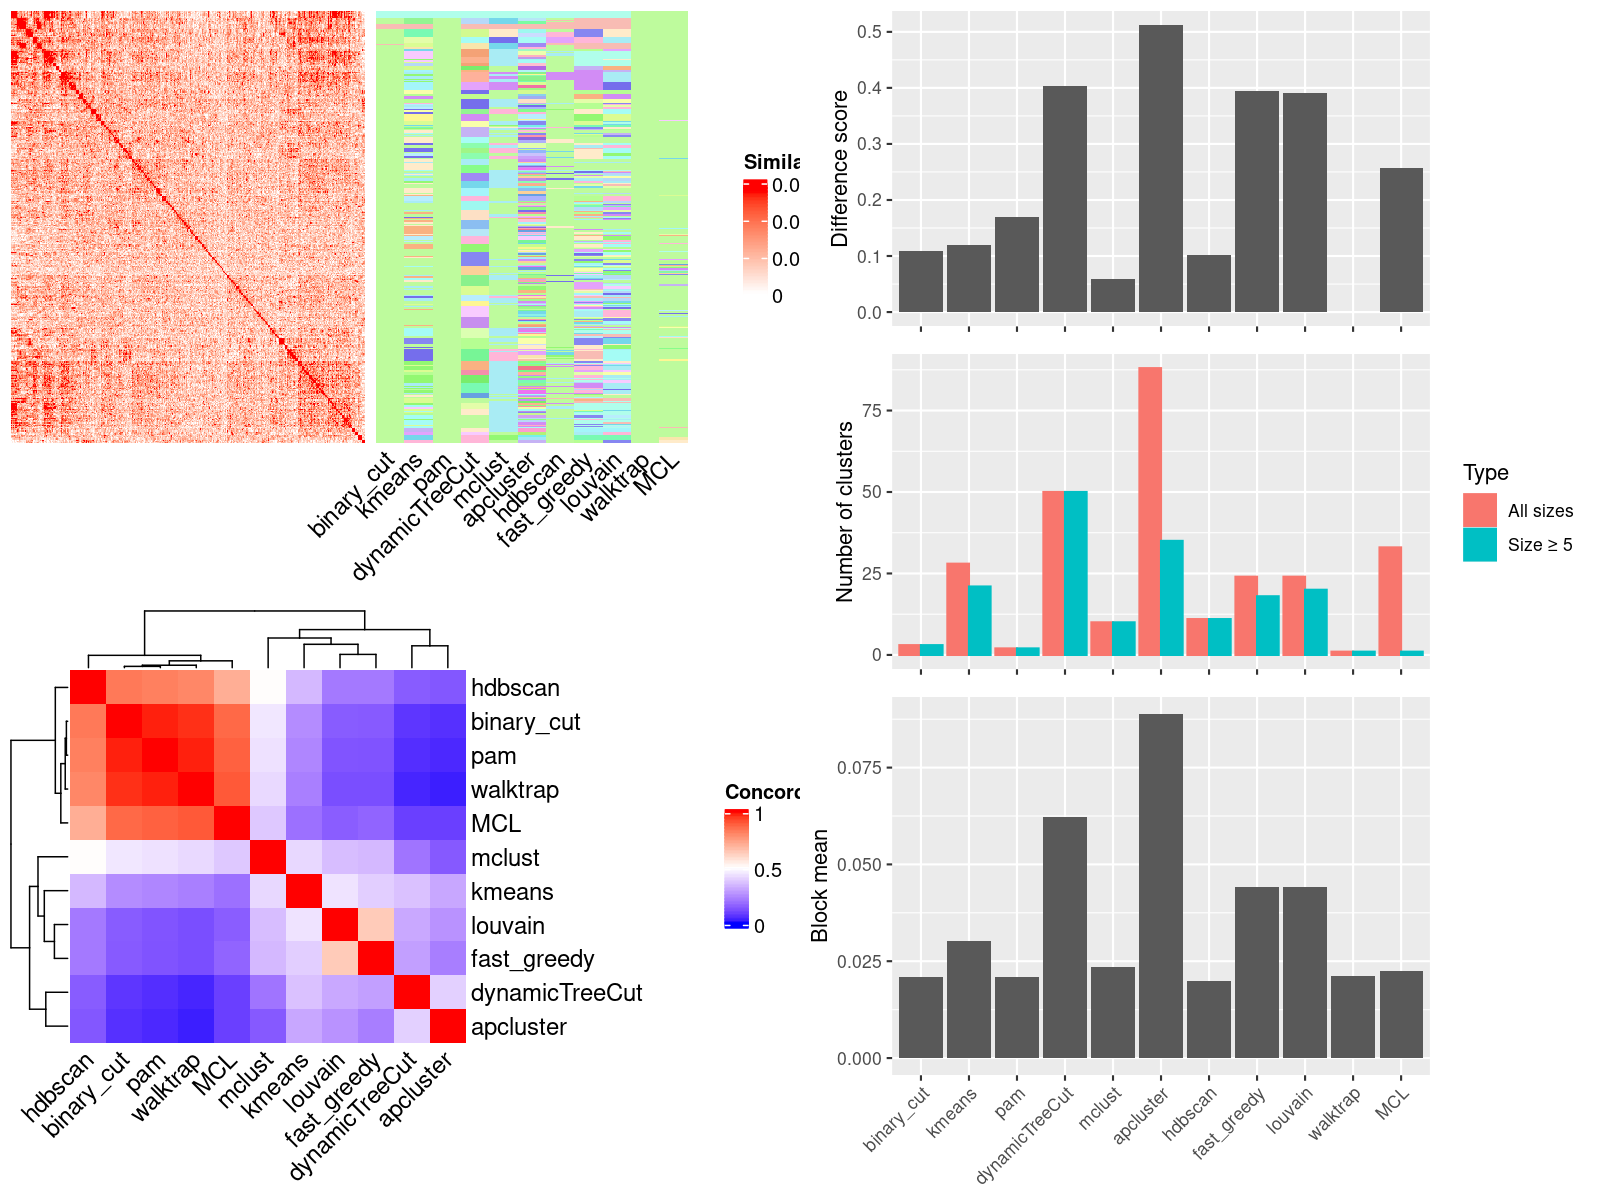 Simila
0.0
0.0
0.0
0
binary_cut
kmeans
pam
dynamicTreeCut
mclust
apcluster
hdbscan
fast_greedy
louvain
walktrap
MCL
hdbscan
binary_cut
pam
walktrap
MCL
mclust
kmeans
louvain
fast_greedy
dynamicTreeCut
apcluster
hdbscan
binary_cut
pam
walktrap
MCL
mclust
kmeans
louvain
fast_greedy
dynamicTreeCut
apcluster
Concord
1
0.5
0
Difference score
0.5
0.4
0.3
0.2
0.1
0.0
Number of clusters
75
50
25
0
Type
All sizes
Size ≥ 5
Block mean
0.075
0.050
0.025
0.000
binary_cut
kmeans
pam
dynamicTreeCut
mclust
apcluster
hdbscan
fast_greedy
louvain
walktrap
MCL